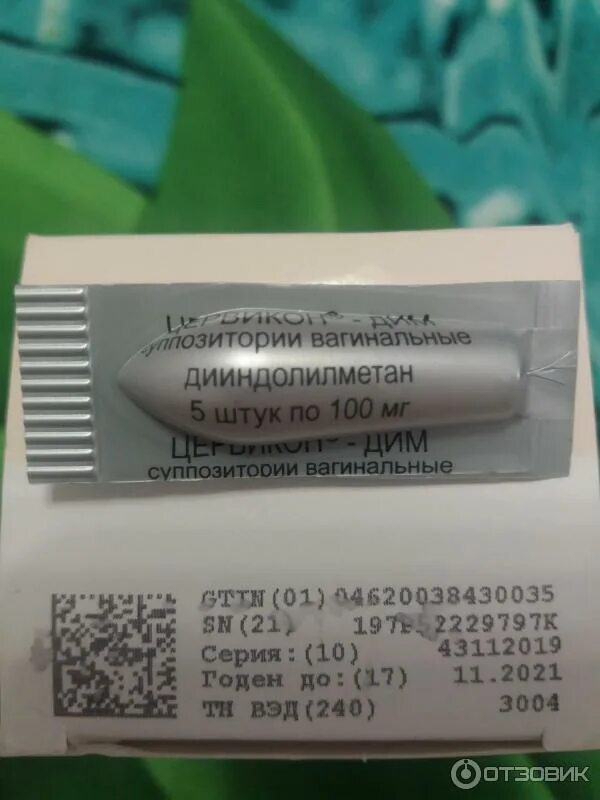 ЦЕРВИКОН® - ДИМ
суппозитории вагинальные
дииндолилметан
5 штук по 100 мг
ЦЕРВИКОН® - ДИМ
суппозитории вагинальные
GTIN(01)04620038430035
SN(21)
Серия:(10) 43112019
Годен до:(17) 11.2021
ТН ВЭД(240) 3004
ОТЗОВИК